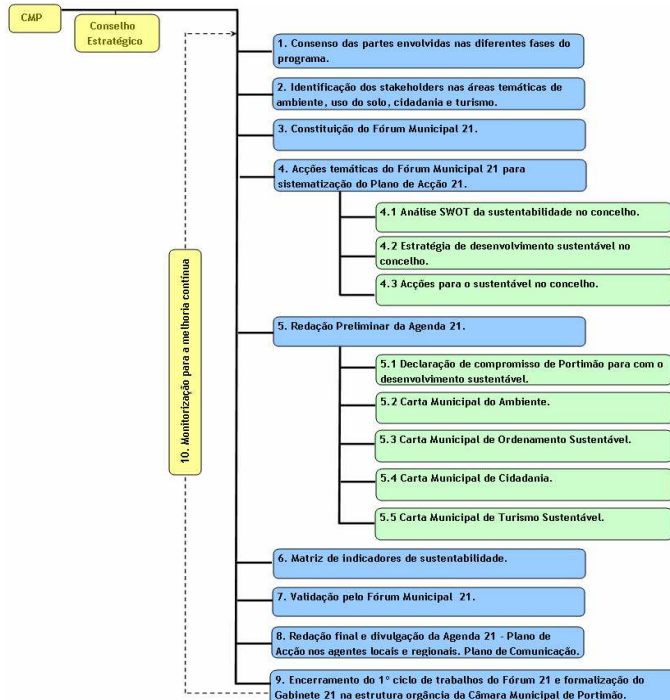 CMP
Conselho
Estratégico
1. Consenso das partes envolvidas nas diferentes fases do
programa.
2. Identificação dos stakeholders nas áreas temáticas de
ambiente, uso do solo, cidadania e turismo.
3. Constituição do Fórum Municipal 21.
4. Acções temáticas do Fórum Municipal 21 para
sistematização do Plano de Acção 21.
4.1 Análise SWOT da sustentabilidade no concelho.
4.2 Estratégia de desenvolvimento sustentável no
concelho.
4.3 Acções para o sustentável no concelho.
5. Redação Preliminar da Agenda 21.
5.1 Declaração de compromisso de Portimão para com o
desenvolvimento sustentável.
5.2 Carta Municipal do Ambiente.
5.3 Carta Municipal de Ordenamento Sustentável.
5.4 Carta Municipal de Cidadania.
5.5 Carta Municipal de Turismo Sustentável.
6. Matriz de indicadores de sustentabilidade.
7. Validação pelo Fórum Municipal 21.
8. Redação final e divulgação da Agenda 21 - Plano de
Acção nos agentes locais e regionais. Plano de Comunicação.
9. Encerramento do 1º ciclo de trabalhos do Fórum 21 e formalização do
Gabinete 21 na estrutura orgância da Câmara Municipal de Portimão.
10. Monitorização para a melhoria contínua